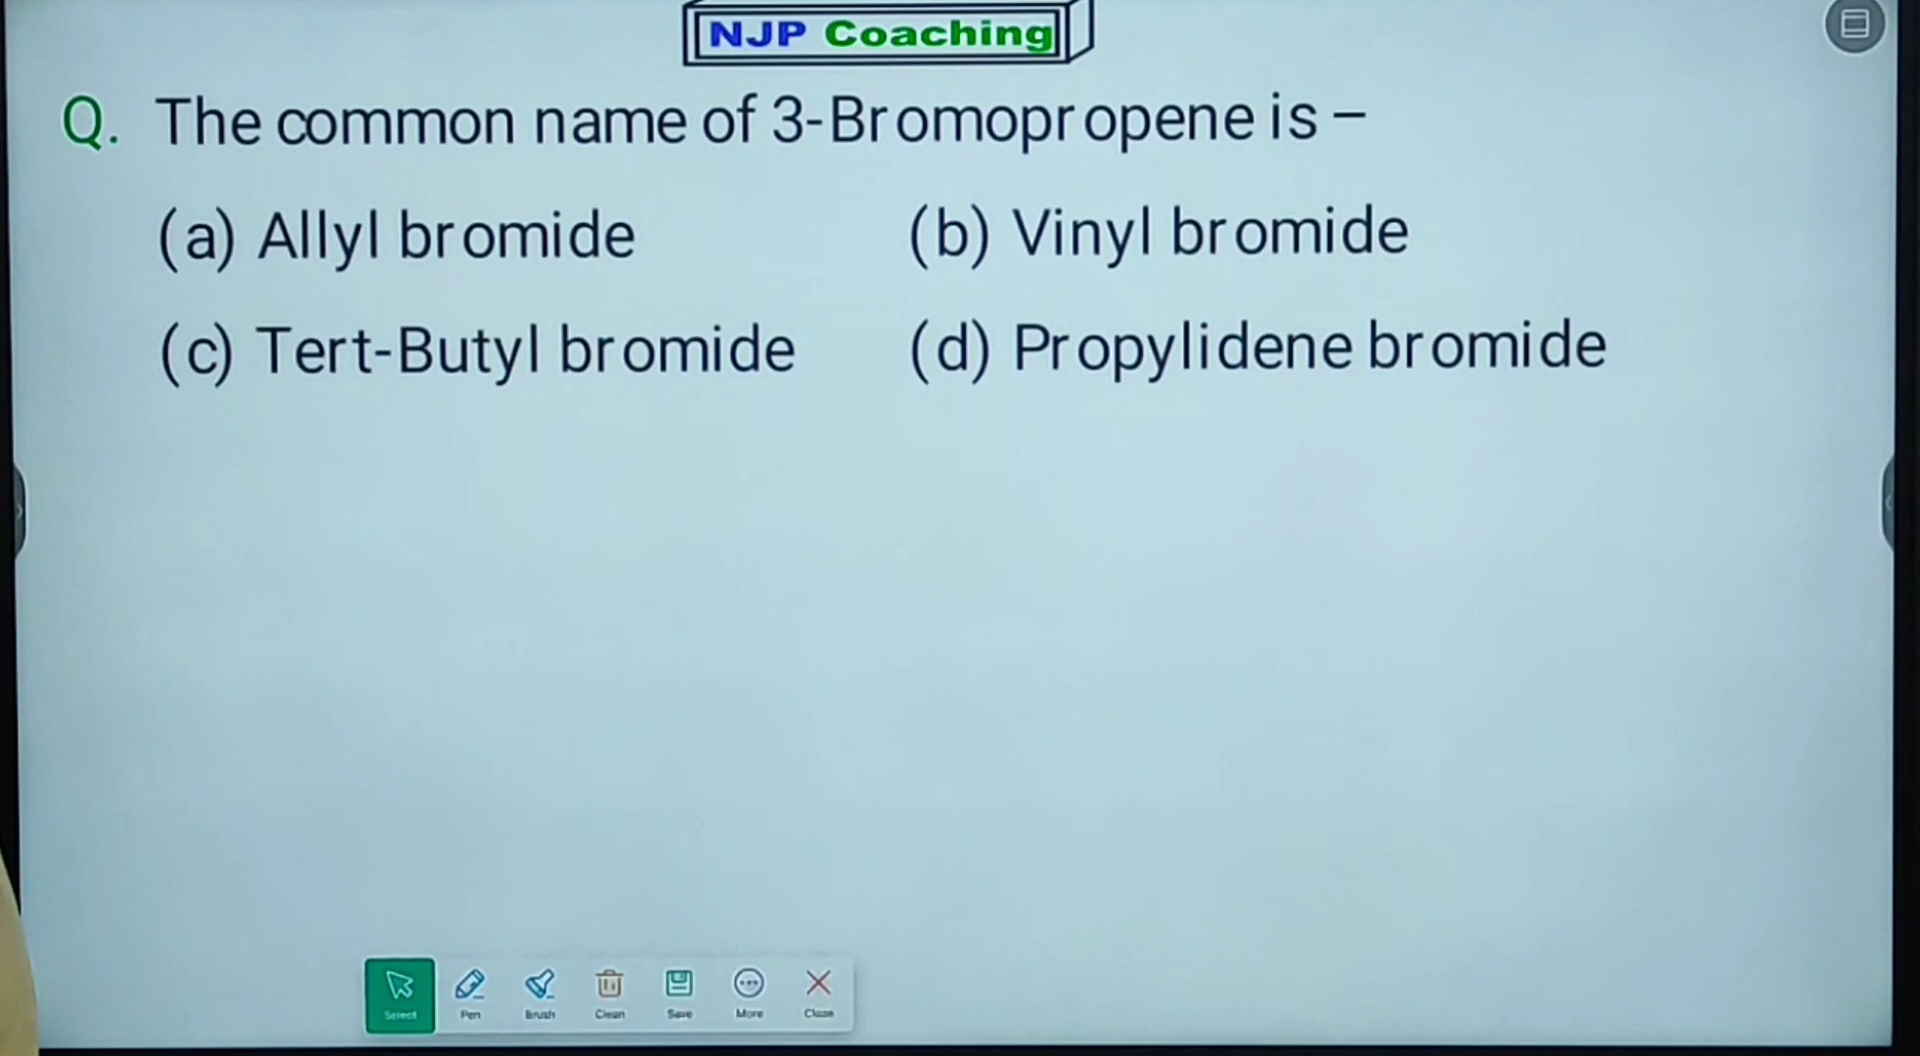 NJP Coaching
Q. The common name of 3-Bromopropene is –
(a) Allyl bromide (b) Vinyl bromide
(c) Tert-Butyl bromide (d) Propylidene bromide
Select Pen Brush Clean Save More Close